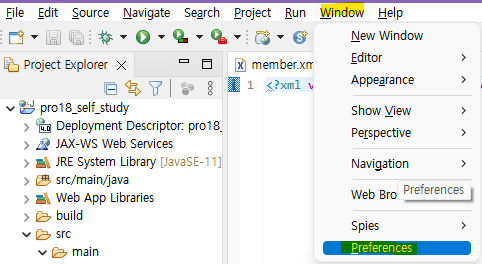 File Edit Source Navigate Search Project Run Window Help
Project Explorer
pro18_self_study
Deployment Descriptor: pro18_
JAX-WS Web Services
JRE System Library [JavaSE-11]
src/main/java
Web App Libraries
build
src
main
member.xm
1 <?xml v
New Window
Editor
Appearance
Show View
Perspective
Navigation
Web Bro
Preferences
Spies
Preferences